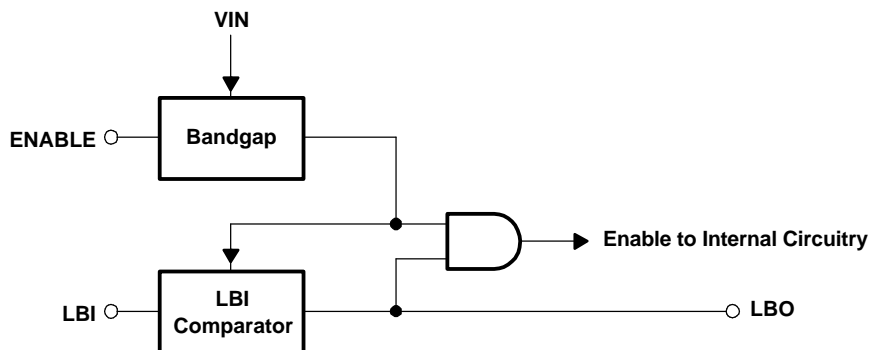 VIN
ENABLE
Bandgap
Enable to Internal Circuitry
LBI
LBI
Comparator
LBO